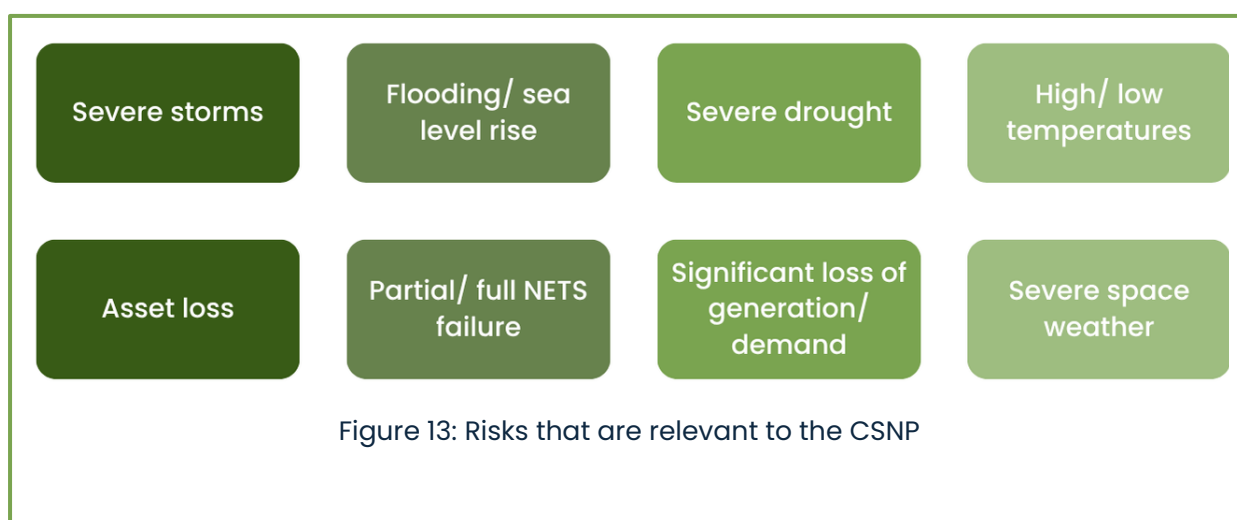 Severe storms
Flooding/ sea
level rise
Severe drought
High/ low
temperatures
Asset loss
Partial/ full NETS
failure
Significant loss of
generation/
demand
Severe space
weather
Figure 13: Risks that are relevant to the CSNP